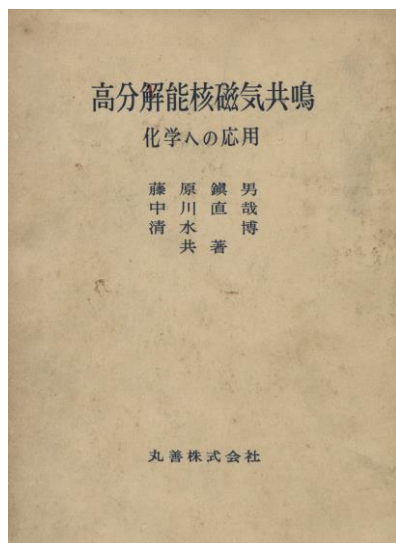 高分解能核磁気共鳴
化学への応用
藤原鎭男
中川直哉
清水博
共著
丸善株式会社